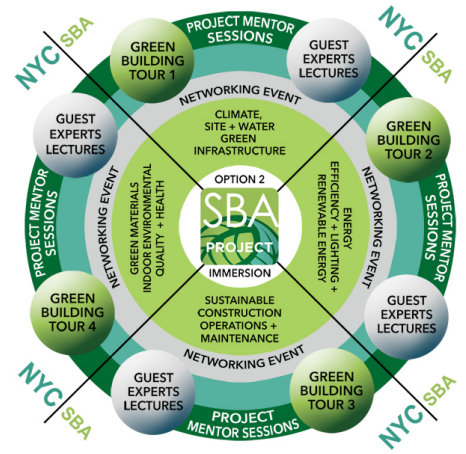 PROJECT MENTOR
SESSIONS
NYC SBA
NYC SBA
GREEN
BUILDING
TOUR 1
GUEST
EXPERTS
LECTURES
NETWORKING EVENT
GUEST
EXPERTS
LECTURES
CLIMATE,
SITE + WATER
GREEN
INFRASTRUCTURE
GREEN
BUILDING
TOUR 2
PROJECT MENTOR
SESSIONS
NETWORKING EVENT
GREEN MATERIALS
INDOOR ENVIRONMENTAL
QUALITY + HEALTH
OPTION 2
SBA
PROJECT
IMMERSION
ENERGY
EFFICIENCY + LIGHTING +
RENEWABLE ENERGY
NETWORKING EVENT
PROJECT MENTOR
SESSIONS
GREEN
BUILDING
TOUR 4
SUSTAINABLE
CONSTRUCTION
OPERATIONS +
MAINTENANCE
GUEST
EXPERTS
LECTURES
NETWORKING EVENT
GUEST
EXPERTS
LECTURES
GREEN
BUILDING
TOUR 3
NYC SBA
NYC SBA
PROJECT
MENTOR SESSIONS